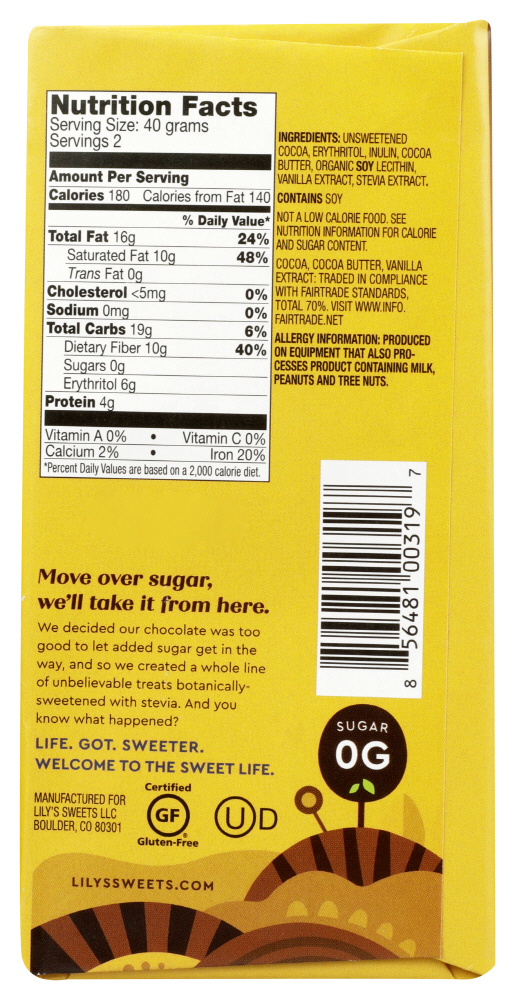 Nutrition Facts
Serving Size: 40 grams
Servings 2
Amount Per Serving
Calories 180 Calories from Fat 140
% Daily Value*
Total Fat 16g 24%
Saturated Fat 10g 48%
Trans Fat 0g
Cholesterol <5mg 0%
Sodium 0mg 0%
Total Carbs 19g 6%
Dietary Fiber 10g 40%
Sugars 0g
Erythritol 6g
Protein 4g
Vitamin A 0% • Vitamin C 0%
Calcium 2% • Iron 20%
*Percent Daily Values are based on a 2,000 calorie diet.
INGREDIENTS: UNSWEETENED
COCOA, ERYTHRITOL, INULIN, COCOA
BUTTER, ORGANIC SOY LECITHIN,
VANILLA EXTRACT, STEVIA EXTRACT.
CONTAINS SOY
NOT A LOW CALORIE FOOD. SEE
NUTRITION INFORMATION FOR CALORIE
AND SUGAR CONTENT.
COCOA, COCOA BUTTER, VANILLA
EXTRACT: TRADED IN COMPLIANCE
WITH FAIRTRADE STANDARDS,
TOTAL 70%. VISIT WWW.INFO.
FAIRTRADE.NET
ALLERGY INFORMATION: PRODUCED
ON EQUIPMENT THAT ALSO PRO-
CESSES PRODUCT CONTAINING MILK,
PEANUTS AND TREE NUTS.
8 56481 00319 7
Move over sugar,
we'll take it from here.
We decided our chocolate was too
good to let added sugar get in the
way, and so we created a whole line
of unbelievable treats botanically-
sweetened with stevia. And you
know what happened?
LIFE. GOT. SWEETER.
WELCOME TO THE SWEET LIFE.
SUGAR
0G
MANUFACTURED FOR
LILY'S SWEETS LLC
BOULDER, CO 80301
Certified
GF
®
Gluten-Free
U D
LILYSSWEETS.COM